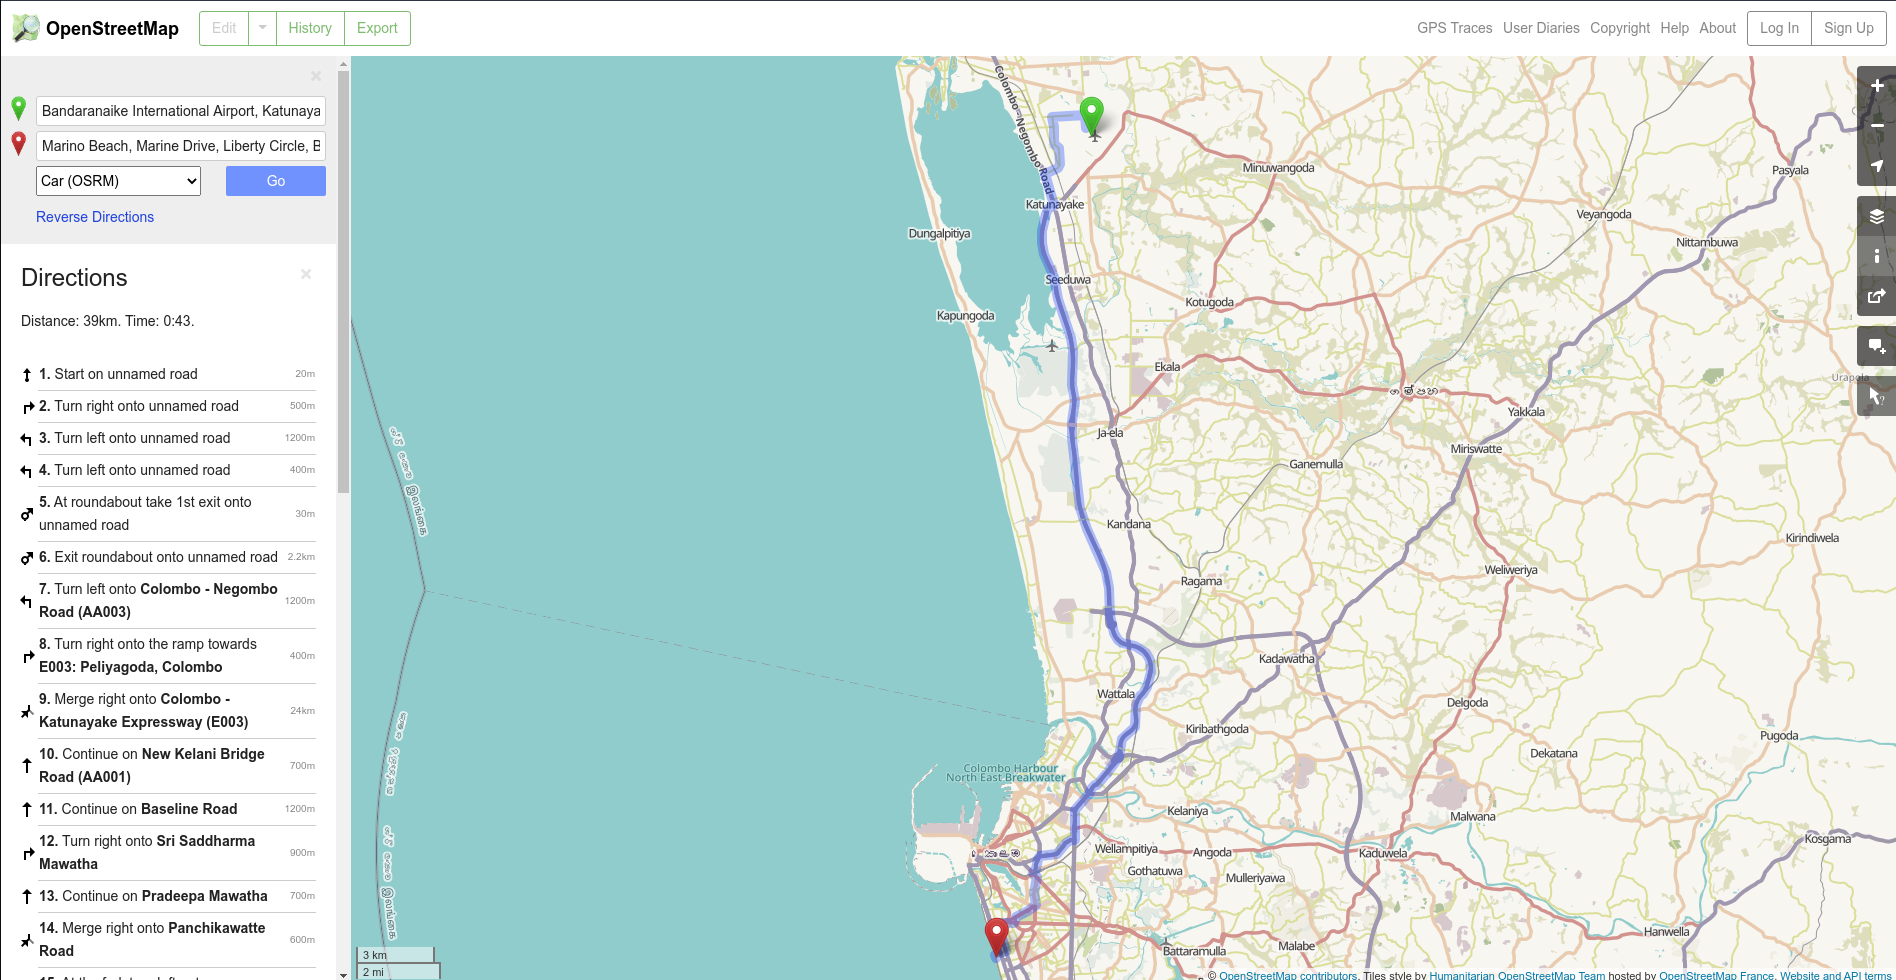 OpenStreetMap
Edit
History
Export
GPS Traces
User Diaries
Copyright
Help
About
Log In
Sign Up
Bandaranaike International Airport, Katunaya
Marino Beach, Marine Drive, Liberty Circle, B
Car (OSRM)
Go
Reverse Directions
Directions
Distance: 39km. Time: 0:43.
1. Start on unnamed road 20m
2. Turn right onto unnamed road 500m
3. Turn left onto unnamed road 1200m
4. Turn left onto unnamed road 400m
5. At roundabout take 1st exit onto
unnamed road 30m
6. Exit roundabout onto unnamed road 2.2km
7. Turn left onto Colombo - Negombo
Road (AA003) 1200m
8. Turn right onto the ramp towards
E003: Peliyagoda, Colombo 400m
9. Merge right onto Colombo -
Katunayake Expressway (E003) 24km
10. Continue on New Kelani Bridge
Road (AA001) 700m
11. Continue on Baseline Road 1200m
12. Turn right onto Sri Saddharma
Mawatha 900m
13. Continue on Pradeepa Mawatha 700m
14. Merge right onto Panchikawatte
Road 600m
Colombo - Negombo Road
Minuwangoda
Pasyala
Katunayake
Veyangoda
Dungalpitiya
Nittambuwa
Seeduwa
Kotugoda
Kapungoda
Ekala
Urapola
ගම්පහ
Yakkala
Ja-ela
Miriswatte
Ganemulla
Kandana
Kirindiwela
Weliweriya
Ragama
Kadawatha
Wattala
Delgoda
Kiribathgoda
Pugoda
Dekatana
Colombo Harbour
North East Breakwater
Kelaniya
Malwana
Kosgama
Wellampitiya
Angoda
Kaduwela
Gothatuwa
Mulleriyawa
Hanwella
Malabe
Battaramulla
ශ්‍රී ලංකාව இலங்கை
ශ්‍රී ලංකාව இலங்கை
3 km
2 mi
© OpenStreetMap contributors. Tiles style by Humanitarian OpenStreetMap Team hosted by OpenStreetMap France. Website and API terms